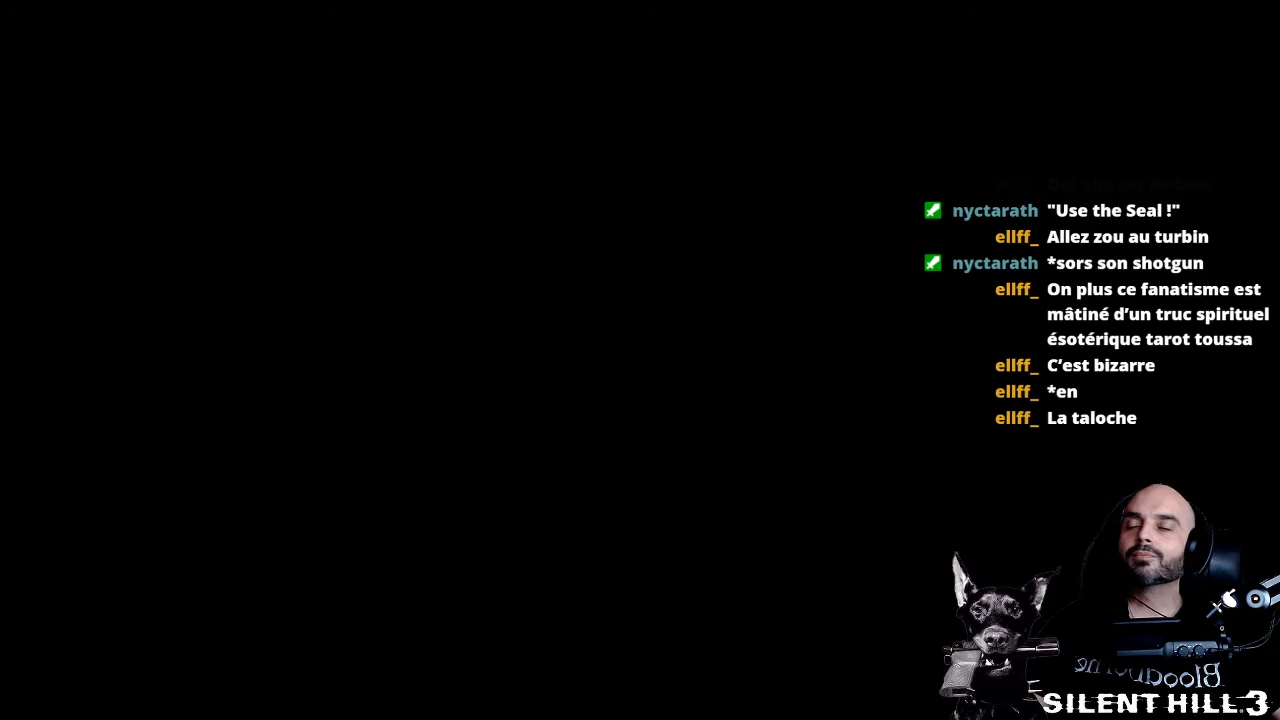 nyctarath "Use the Seal !"
ellff_ Allez zou au turbin
nyctarath *sors son shotgun
ellff_ On plus ce fanatisme est
mâtiné d’un truc spirituel
ésotérique tarot toussa
ellff_ C’est bizarre
ellff_ *en
ellff_ La taloche
Bloodborne
SILENT HILL 3